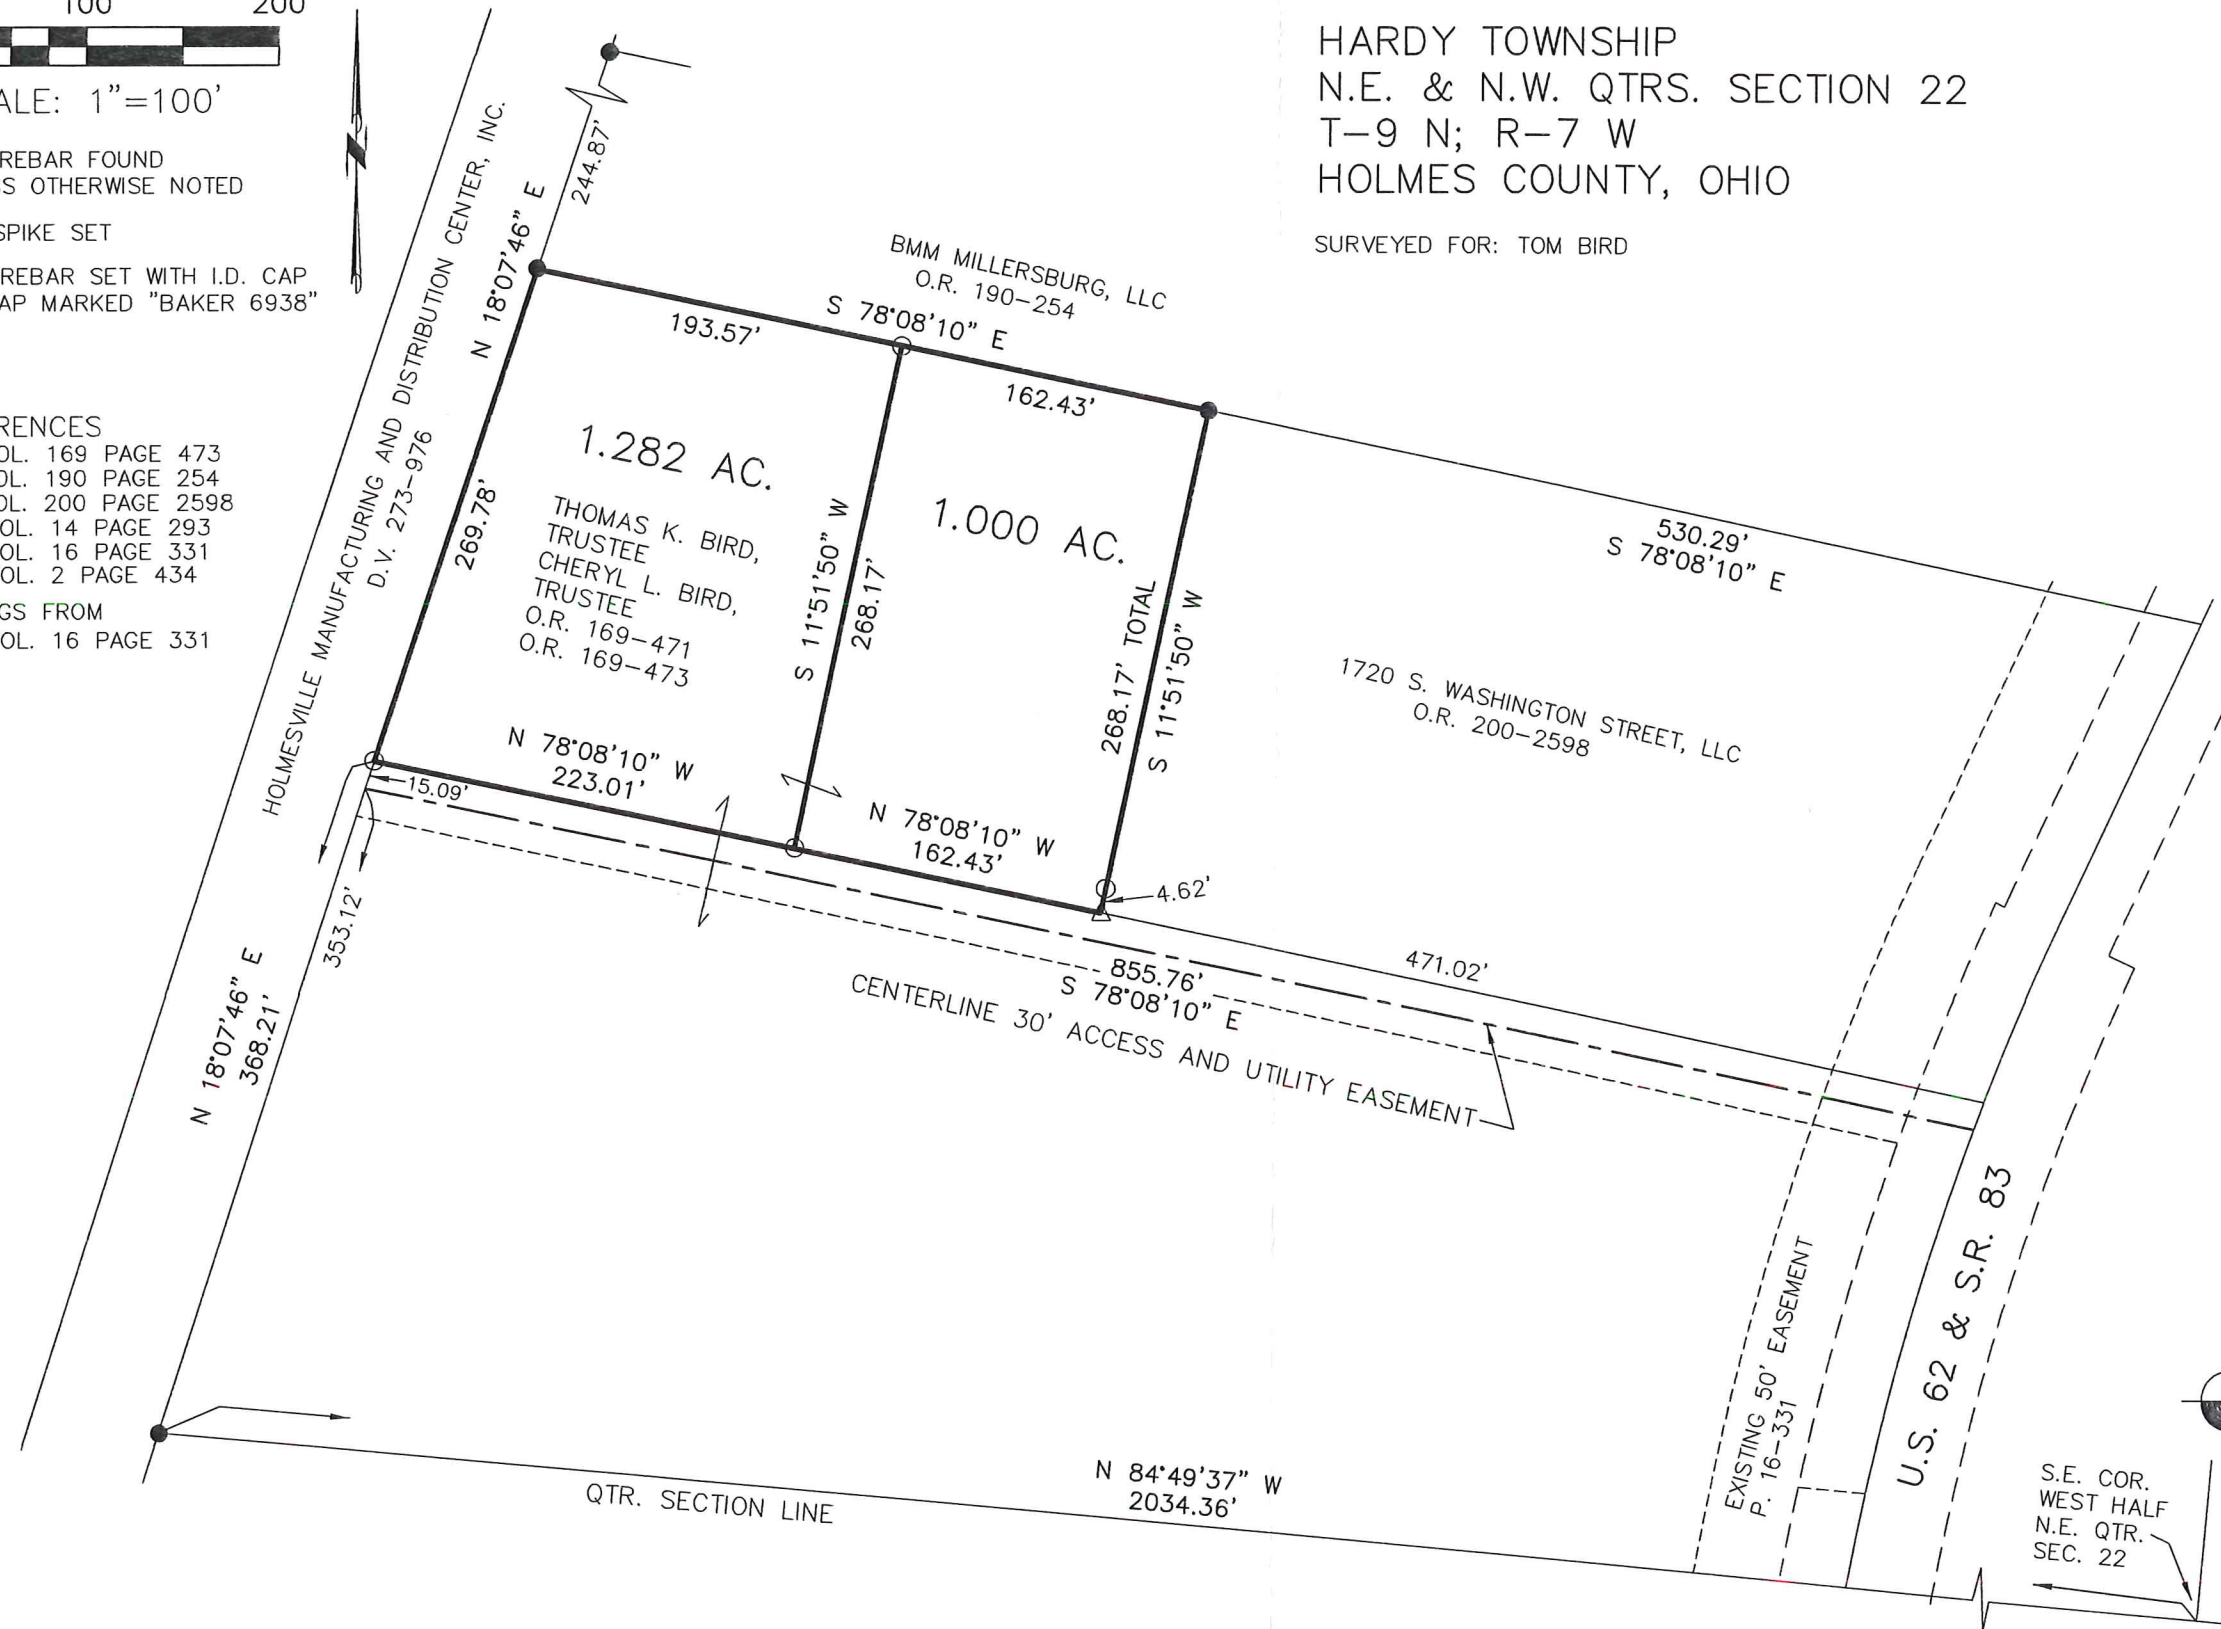 100 200
ALE: 1"=100'
REBAR FOUND
S OTHERWISE NOTED
SPIKE SET
REBAR SET WITH I.D. CAP
AP MARKED "BAKER 6938"
RENCES
OL. 169 PAGE 473
OL. 190 PAGE 254
OL. 200 PAGE 2598
OL. 14 PAGE 293
OL. 16 PAGE 331
OL. 2 PAGE 434
GS FROM
OL. 16 PAGE 331
N
HARDY TOWNSHIP
N.E. & N.W. QTRS. SECTION 22
T-9 N; R-7 W
HOLMES COUNTY, OHIO
SURVEYED FOR: TOM BIRD
HOLMESVILLE MANUFACTURING AND DISTRIBUTION CENTER, INC.
D.V. 273-976
N 18°07'46" E
244.87'
269.78'
BMM MILLERSBURG, LLC
O.R. 190-254
S 78°08'10" E
193.57'
162.43'
1.282 AC.
THOMAS K. BIRD,
TRUSTEE
CHERYL L. BIRD,
TRUSTEE
O.R. 169-471
O.R. 169-473
S 11°51'50" W
268.17'
1.000 AC.
268.17' TOTAL
S 11°51'50" W
530.29'
S 78°08'10" E
1720 S. WASHINGTON STREET, LLC
O.R. 200-2598
N 78°08'10" W
223.01'
15.09'
N 78°08'10" W
162.43'
4.62'
353.12'
471.02'
855.76'
S 78°08'10" E
CENTERLINE 30' ACCESS AND UTILITY EASEMENT
N 18°07'46" E
368.21'
EXISTING 50' EASEMENT
P. 16-331
U.S. 62 & S.R. 83
N 84°49'37" W
2034.36'
QTR. SECTION LINE
S.E. COR.
WEST HALF
N.E. QTR.
SEC. 22